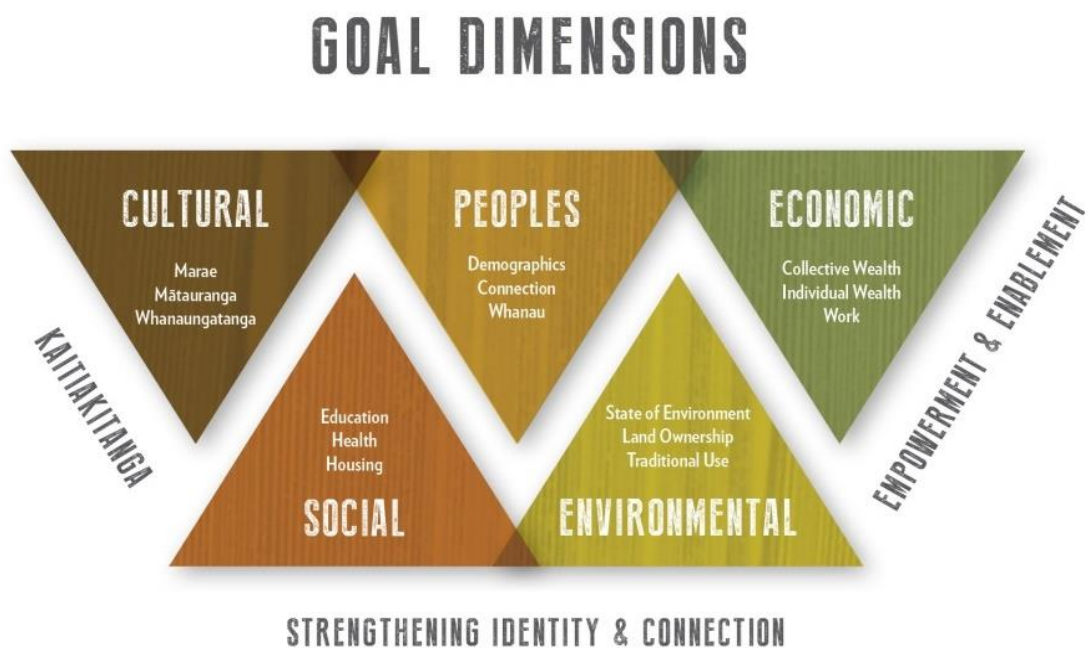 GOAL DIMENSIONS
CULTURAL
Marae
Mātauranga
Whanaungatanga
PEOPLES
Demographics
Connection
Whanau
ECONOMIC
Collective Wealth
Individual Wealth
Work
KAITIAKITANGA
Education
Health
Housing
SOCIAL
State of Environment
Land Ownership
Traditional Use
ENVIRONMENTAL
EMPOWERMENT & ENABLEMENT
STRENGTHENING IDENTITY & CONNECTION